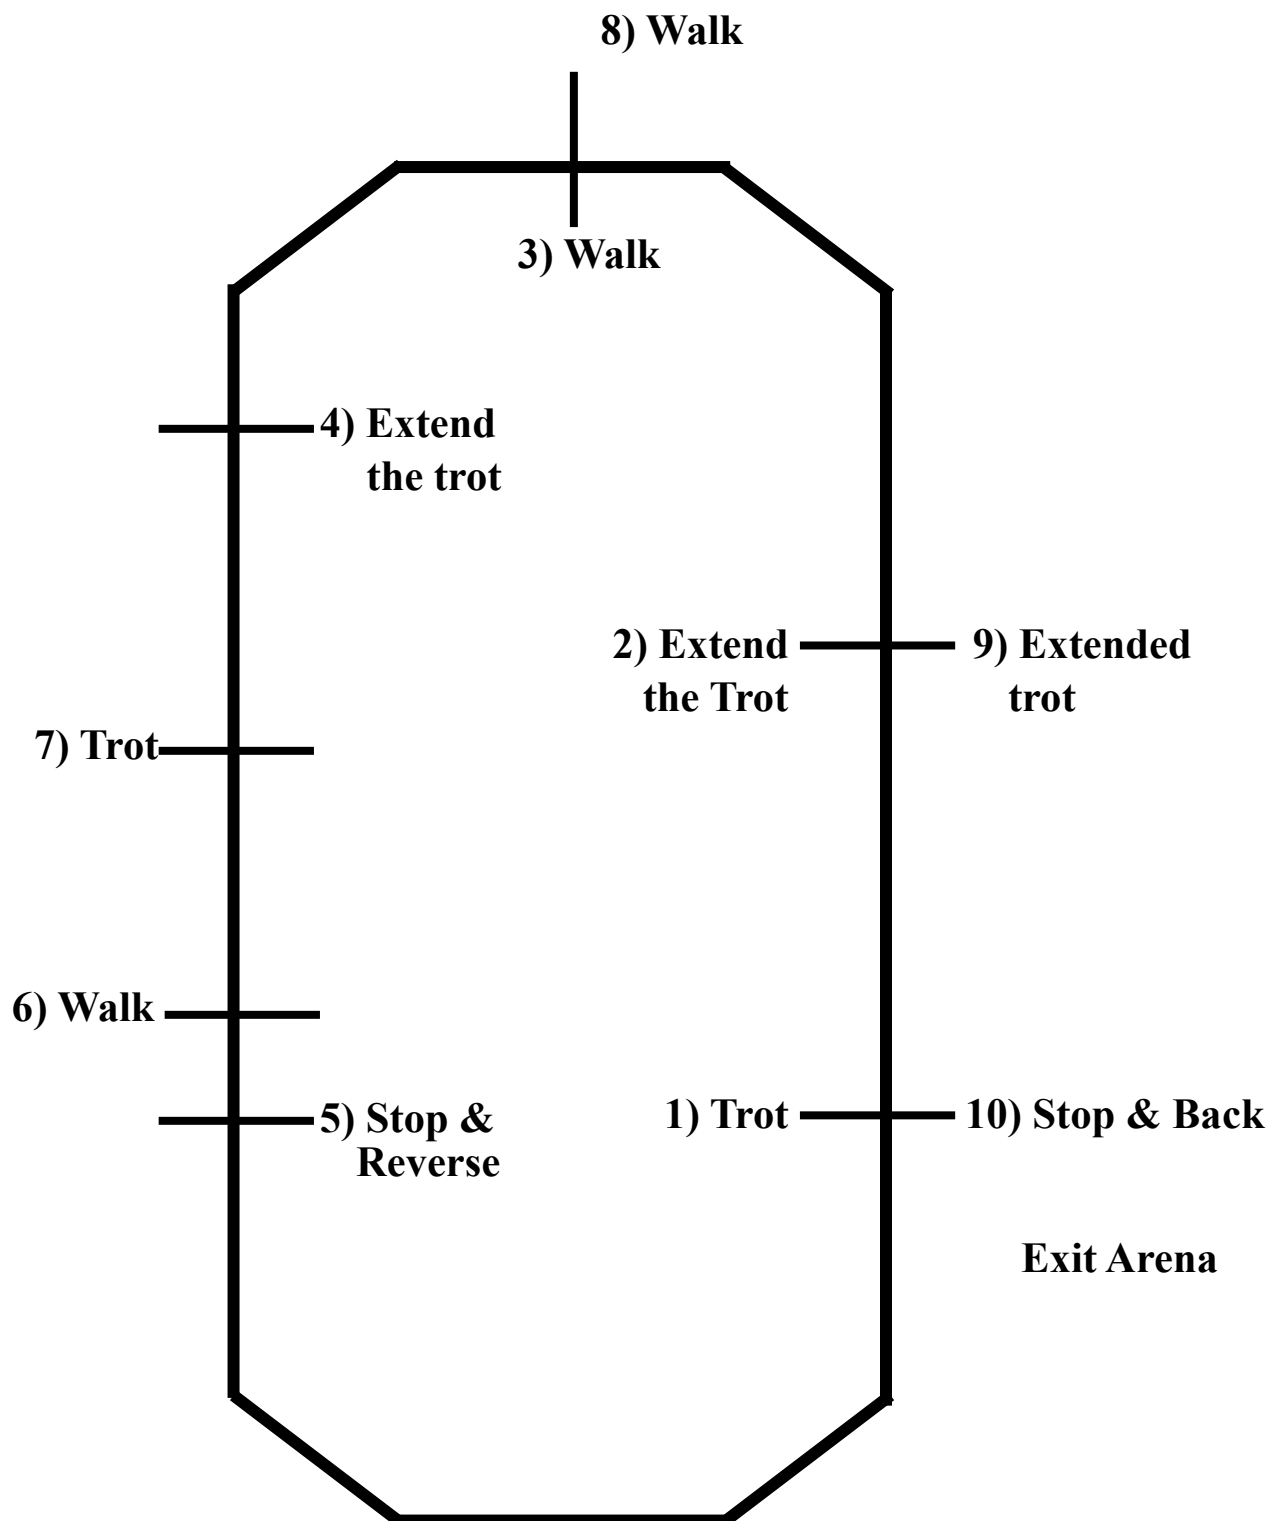 8) Walk
3) Walk
4) Extend
the trot
2) Extend
the Trot
9) Extended
trot
7) Trot
6) Walk
5) Stop &
Reverse
1) Trot
10) Stop & Back
Exit Arena